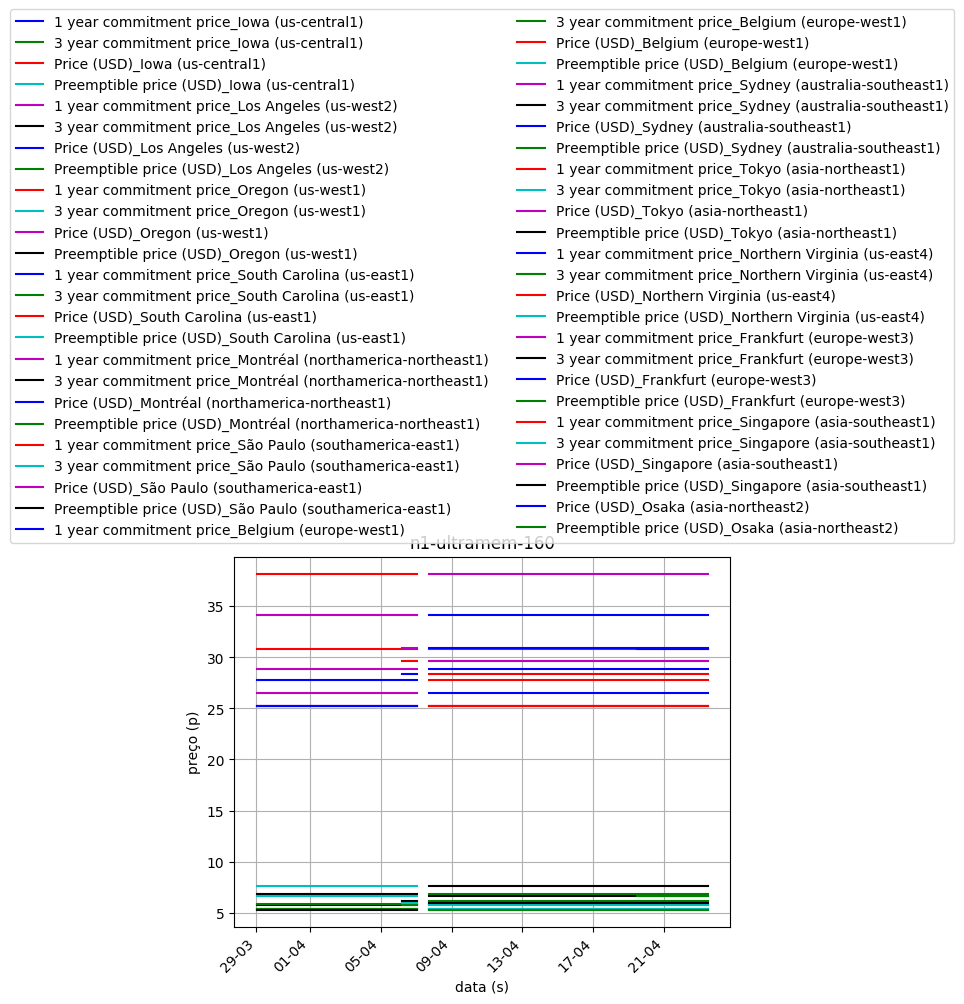 1 year commitment price_Iowa (us-central1)
3 year commitment price_Iowa (us-central1)
Price (USD)_Iowa (us-central1)
Preemptible price (USD)_Iowa (us-central1)
1 year commitment price_Los Angeles (us-west2)
3 year commitment price_Los Angeles (us-west2)
Price (USD)_Los Angeles (us-west2)
Preemptible price (USD)_Los Angeles (us-west2)
1 year commitment price_Oregon (us-west1)
3 year commitment price_Oregon (us-west1)
Price (USD)_Oregon (us-west1)
Preemptible price (USD)_Oregon (us-west1)
1 year commitment price_South Carolina (us-east1)
3 year commitment price_South Carolina (us-east1)
Price (USD)_South Carolina (us-east1)
Preemptible price (USD)_South Carolina (us-east1)
1 year commitment price_Montréal (northamerica-northeast1)
3 year commitment price_Montréal (northamerica-northeast1)
Price (USD)_Montréal (northamerica-northeast1)
Preemptible price (USD)_Montréal (northamerica-northeast1)
1 year commitment price_São Paulo (southamerica-east1)
3 year commitment price_São Paulo (southamerica-east1)
Price (USD)_São Paulo (southamerica-east1)
Preemptible price (USD)_São Paulo (southamerica-east1)
1 year commitment price_Belgium (europe-west1)
3 year commitment price_Belgium (europe-west1)
Price (USD)_Belgium (europe-west1)
Preemptible price (USD)_Belgium (europe-west1)
1 year commitment price_Sydney (australia-southeast1)
3 year commitment price_Sydney (australia-southeast1)
Price (USD)_Sydney (australia-southeast1)
Preemptible price (USD)_Sydney (australia-southeast1)
1 year commitment price_Tokyo (asia-northeast1)
3 year commitment price_Tokyo (asia-northeast1)
Price (USD)_Tokyo (asia-northeast1)
Preemptible price (USD)_Tokyo (asia-northeast1)
1 year commitment price_Northern Virginia (us-east4)
3 year commitment price_Northern Virginia (us-east4)
Price (USD)_Northern Virginia (us-east4)
Preemptible price (USD)_Northern Virginia (us-east4)
1 year commitment price_Frankfurt (europe-west3)
3 year commitment price_Frankfurt (europe-west3)
Price (USD)_Frankfurt (europe-west3)
Preemptible price (USD)_Frankfurt (europe-west3)
1 year commitment price_Singapore (asia-southeast1)
3 year commitment price_Singapore (asia-southeast1)
Price (USD)_Singapore (asia-southeast1)
Preemptible price (USD)_Singapore (asia-southeast1)
Price (USD)_Osaka (asia-northeast2)
Preemptible price (USD)_Osaka (asia-northeast2)
n1-ultramem-160
preço (p)
35
30
25
20
15
10
5
29-03
01-04
05-04
09-04
13-04
17-04
21-04
data (s)